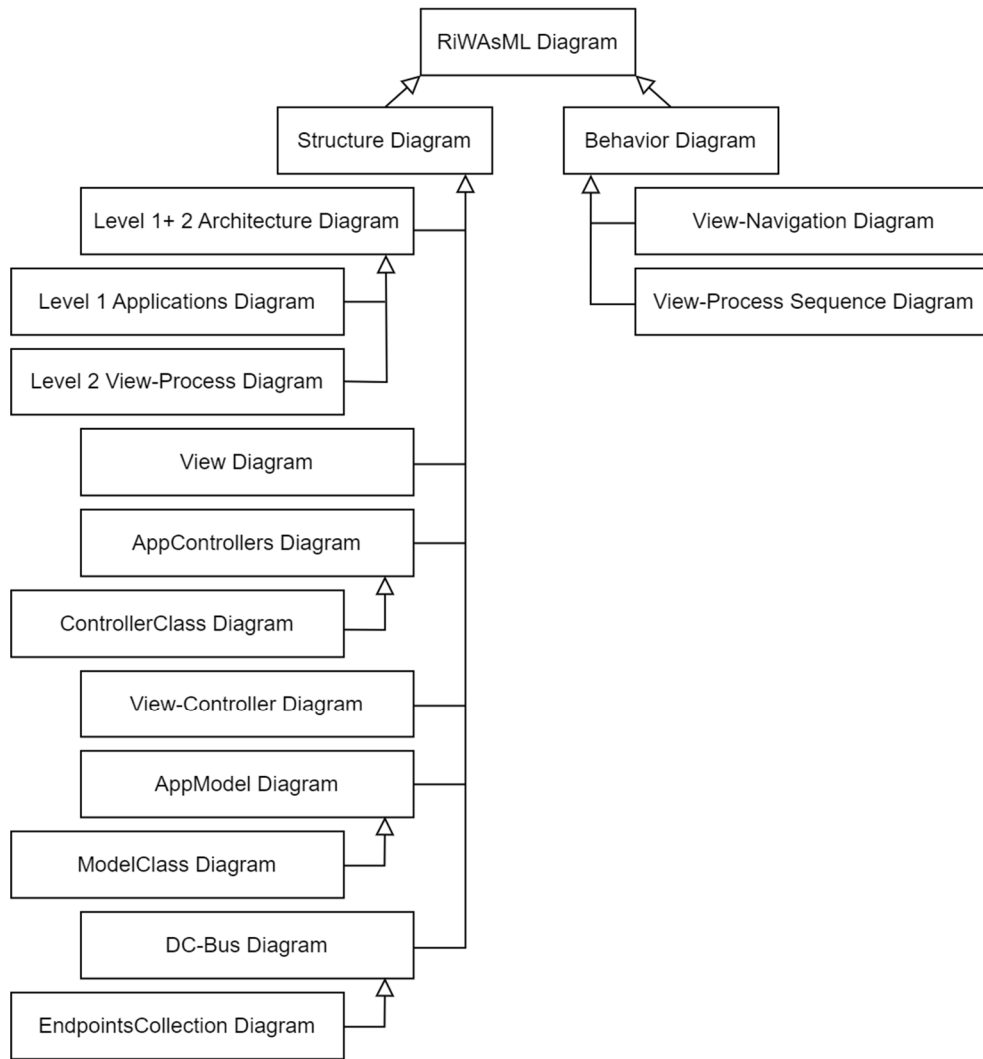 RiWAsML Diagram
Structure Diagram
Behavior Diagram
Level 1+ 2 Architecture Diagram
View-Navigation Diagram
Level 1 Applications Diagram
View-Process Sequence Diagram
Level 2 View-Process Diagram
View Diagram
AppControllers Diagram
ControllerClass Diagram
View-Controller Diagram
AppModel Diagram
ModelClass Diagram
DC-Bus Diagram
EndpointsCollection Diagram